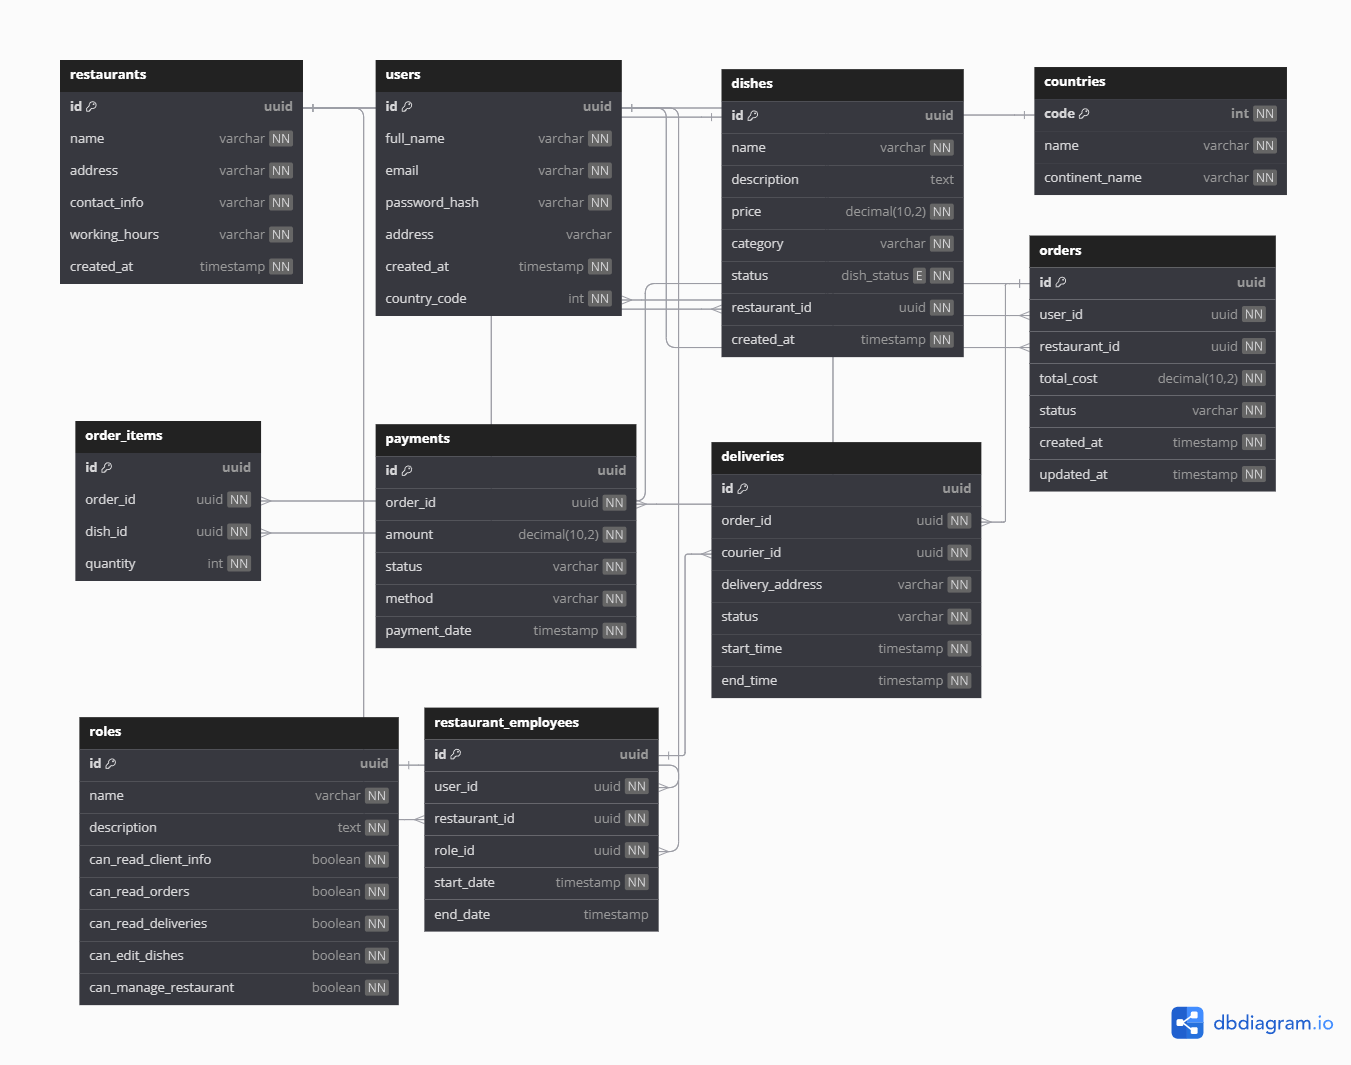 restaurants
id uuid
name varchar NN
address varchar NN
contact_info varchar NN
working_hours varchar NN
created_at timestamp NN
users
id uuid
full_name varchar NN
email varchar NN
password_hash varchar NN
address varchar
created_at timestamp NN
country_code int NN
dishes
id uuid
name varchar NN
description text
price decimal(10,2) NN
category varchar NN
status dish_status E NN
restaurant_id uuid NN
created_at timestamp NN
countries
code int NN
name varchar NN
continent_name varchar NN
orders
id uuid
user_id uuid NN
restaurant_id uuid NN
total_cost decimal(10,2) NN
status varchar NN
created_at timestamp NN
updated_at timestamp NN
order_items
id uuid
order_id uuid NN
dish_id uuid NN
quantity int NN
payments
id uuid
order_id uuid NN
amount decimal(10,2) NN
status varchar NN
method varchar NN
payment_date timestamp NN
deliveries
id uuid
order_id uuid NN
courier_id uuid NN
delivery_address varchar NN
status varchar NN
start_time timestamp NN
end_time timestamp NN
roles
id uuid
name varchar NN
description text NN
can_read_client_info boolean NN
can_read_orders boolean NN
can_read_deliveries boolean NN
can_edit_dishes boolean NN
can_manage_restaurant boolean NN
restaurant_employees
id uuid
user_id uuid NN
restaurant_id uuid NN
role_id uuid NN
start_date timestamp NN
end_date timestamp
dbdiagram.io